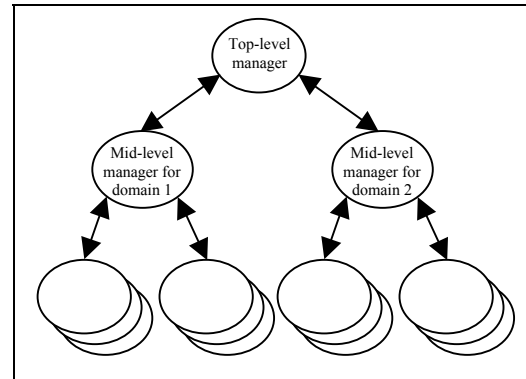 Top-level
manager
Mid-level
manager for
domain 1
Mid-level
manager for
domain 2